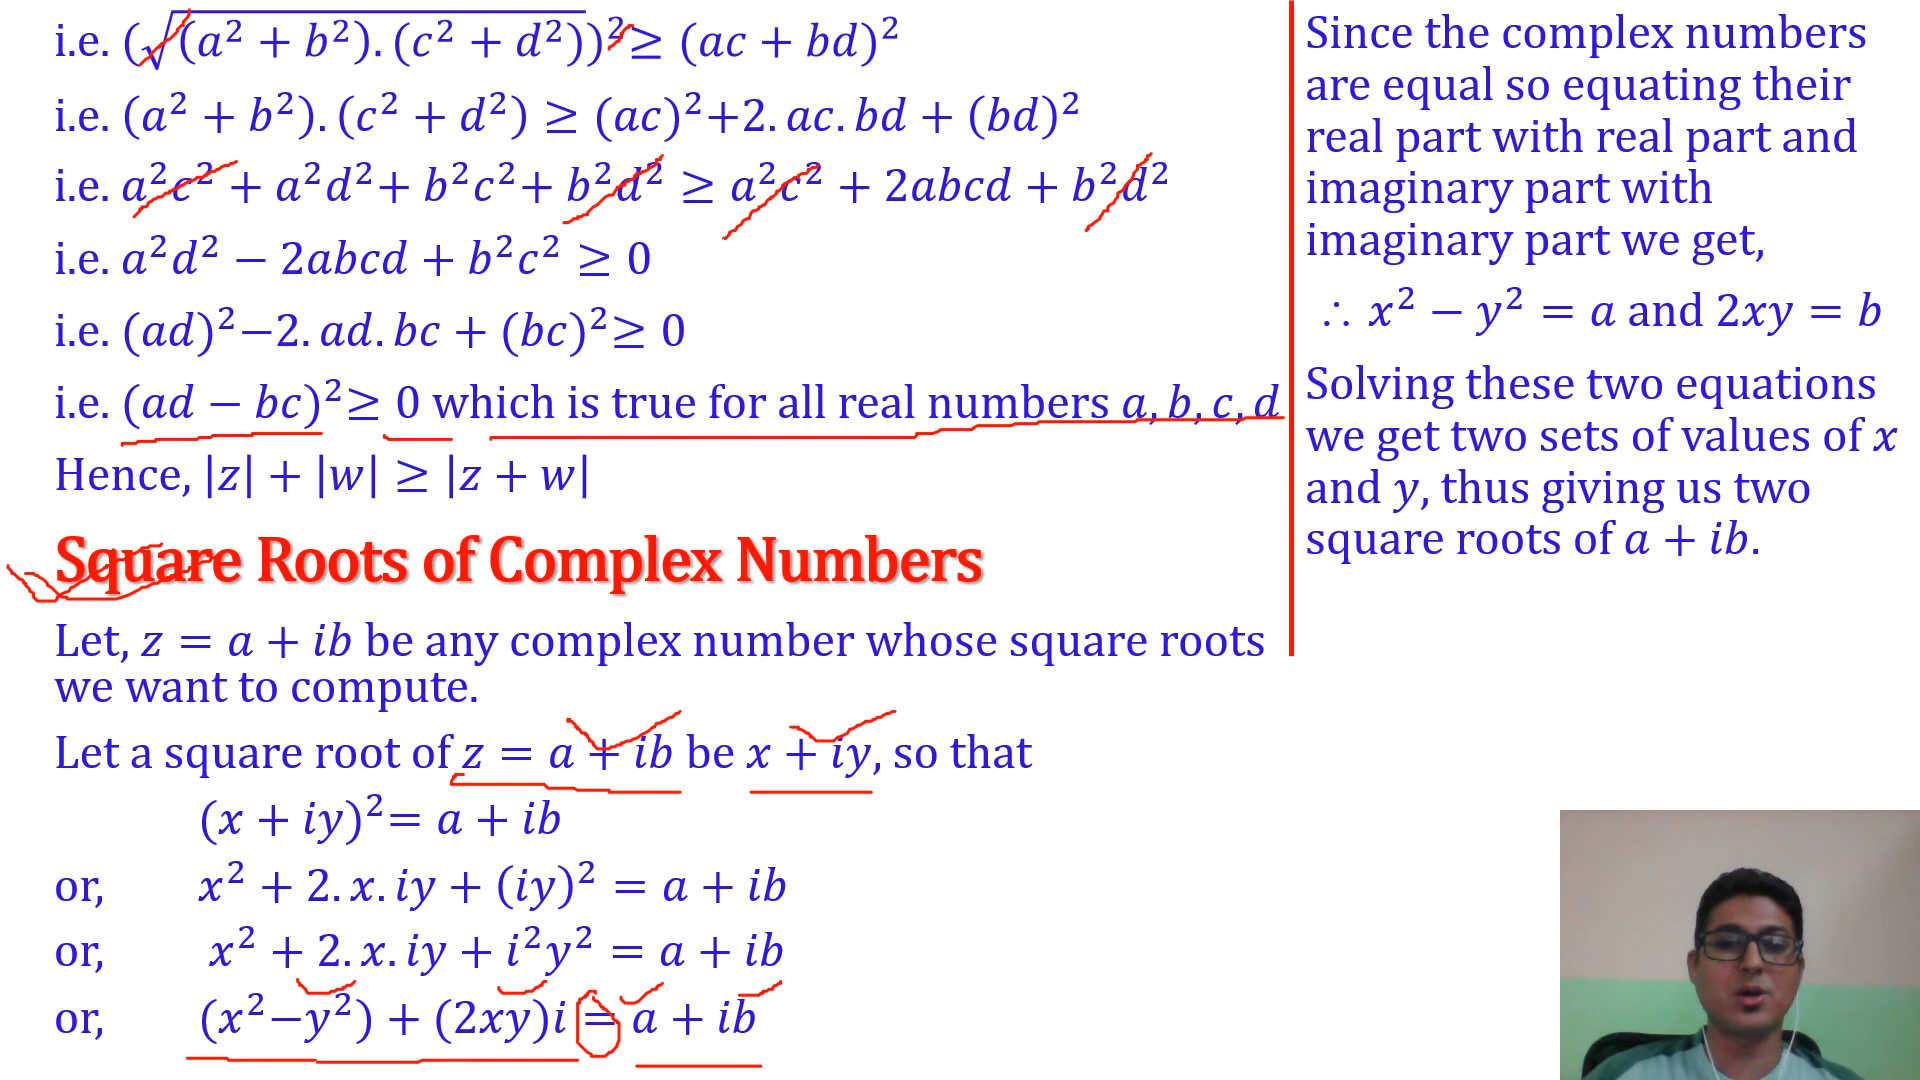 i.e. (√(a² + b²).(c² + d²))² ≥ (ac + bd)²
i.e. (a² + b²).(c² + d²) ≥ (ac)²+2.ac.bd + (bd)²
i.e. a²c² + a²d²+ b²c²+ b²d² ≥ a²c² + 2abcd + b²d²
i.e. a²d² − 2abcd + b²c² ≥ 0
i.e. (ad)²−2.ad.bc + (bc)²≥ 0
i.e. (ad − bc)²≥ 0 which is true for all real numbers a, b, c, d
Hence, |z| + |w| ≥ |z + w|
Square Roots of Complex Numbers
Let, z = a + ib be any complex number whose square roots
we want to compute.
Let a square root of z = a + ib be x + iy, so that
(x + iy)²= a + ib
or, x² + 2.x.iy + (iy)² = a + ib
or, x² + 2.x.iy + i²y² = a + ib
or, (x²−y²) + (2xy)i = a + ib
Since the complex numbers
are equal so equating their
real part with real part and
imaginary part with
imaginary part we get,
∴ x² − y² = a and 2xy = b
Solving these two equations
we get two sets of values of x
and y, thus giving us two
square roots of a + ib.